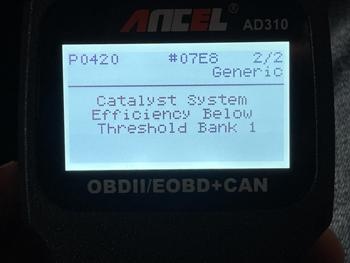 ANCEL AD310
P0420 #07E8 2/2
Generic
Catalyst System
Efficiency Below
Threshold Bank 1
OBDII/EOBD+CAN